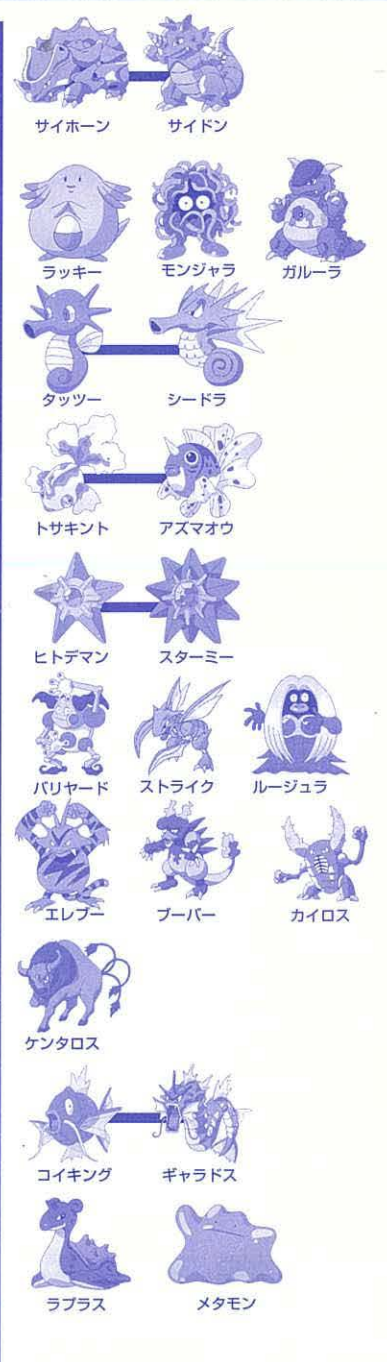 サイホーン サイドン
ラッキー モンジャラ ガルーラ
タッツー シードラ
トサキント アズマオウ
ヒトデマン スターミー
バリヤード ストライク ルージュラ
エレブー ブーバー カイロス
ケンタロス
コイキング ギャラドス
ラプラス メタモン